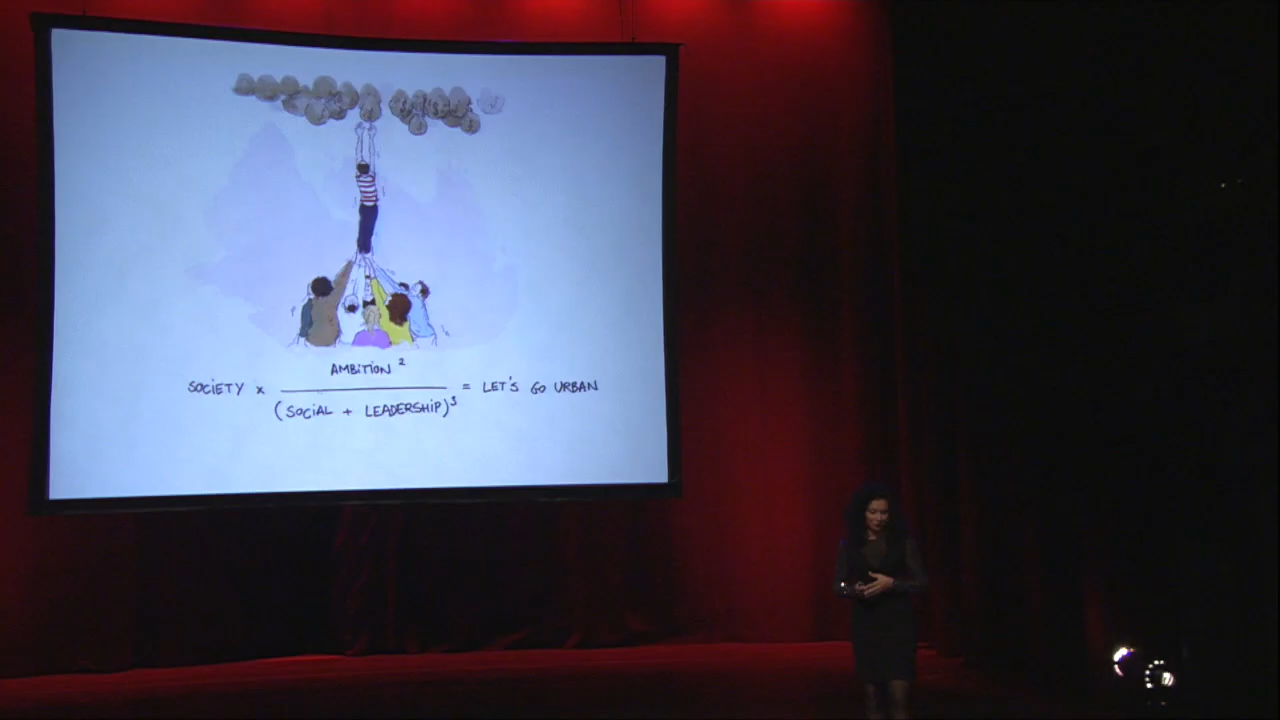 AMBITION ²
SOCIETY x = LET'S GO URBAN
(SOCIAL + LEADERSHIP)³